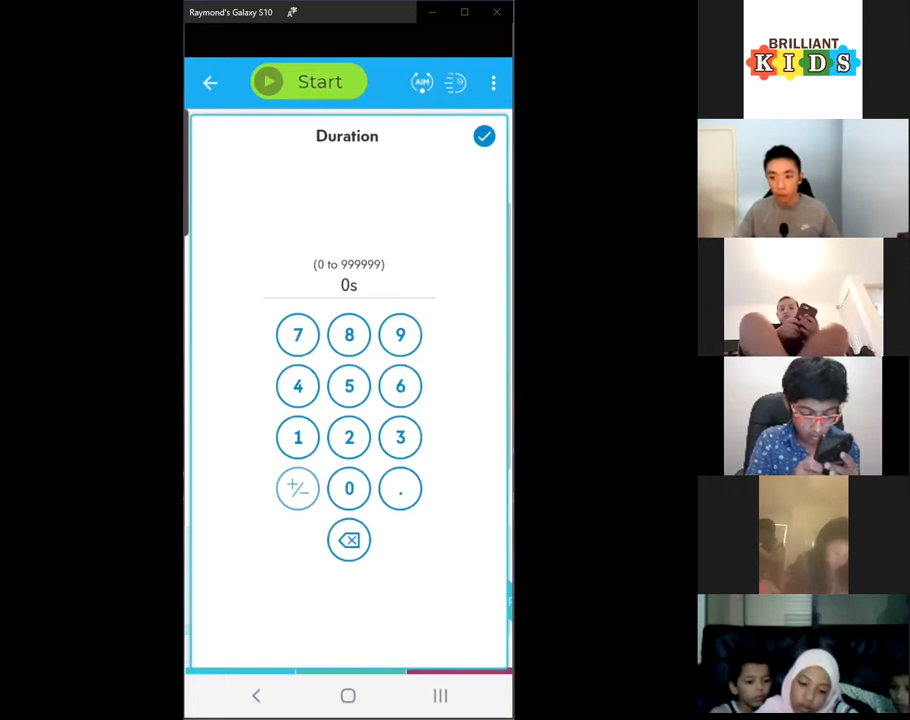 Raymond's Galaxy S10
Start
AIM
Duration
(0 to 999999)
0s
7 8 9
4 5 6
1 2 3
+/- 0 .
BRILLIANT
KIDS